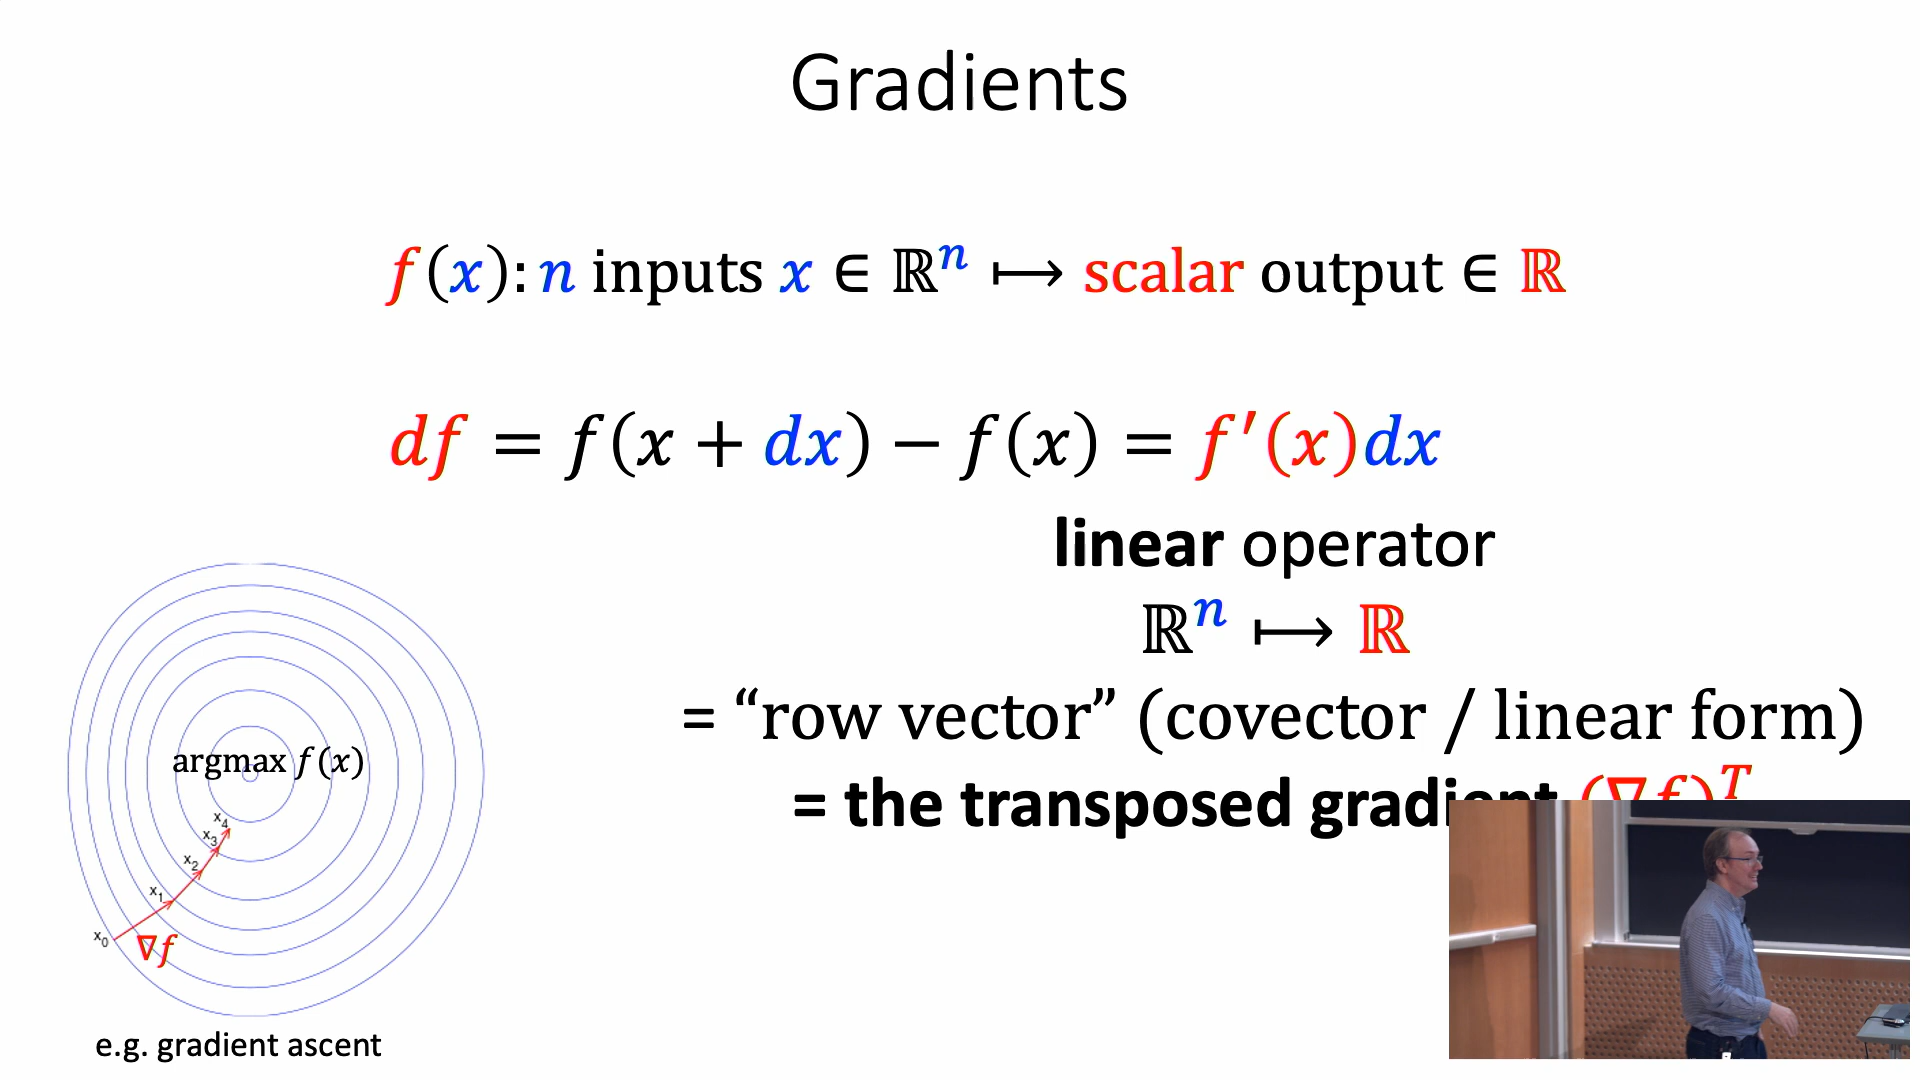 Gradients
f(x): n inputs x ∈ ℝⁿ ⟼ scalar output ∈ ℝ
df = f(x + dx) − f(x) = f′(x)dx
linear operator
ℝⁿ ⟼ ℝ
= “row vector” (covector / linear form)
= the transposed gradient (∇f)ᵀ
argmax f(x)
x₄
x₃
x₂
x₁
x₀
∇f
e.g. gradient ascent